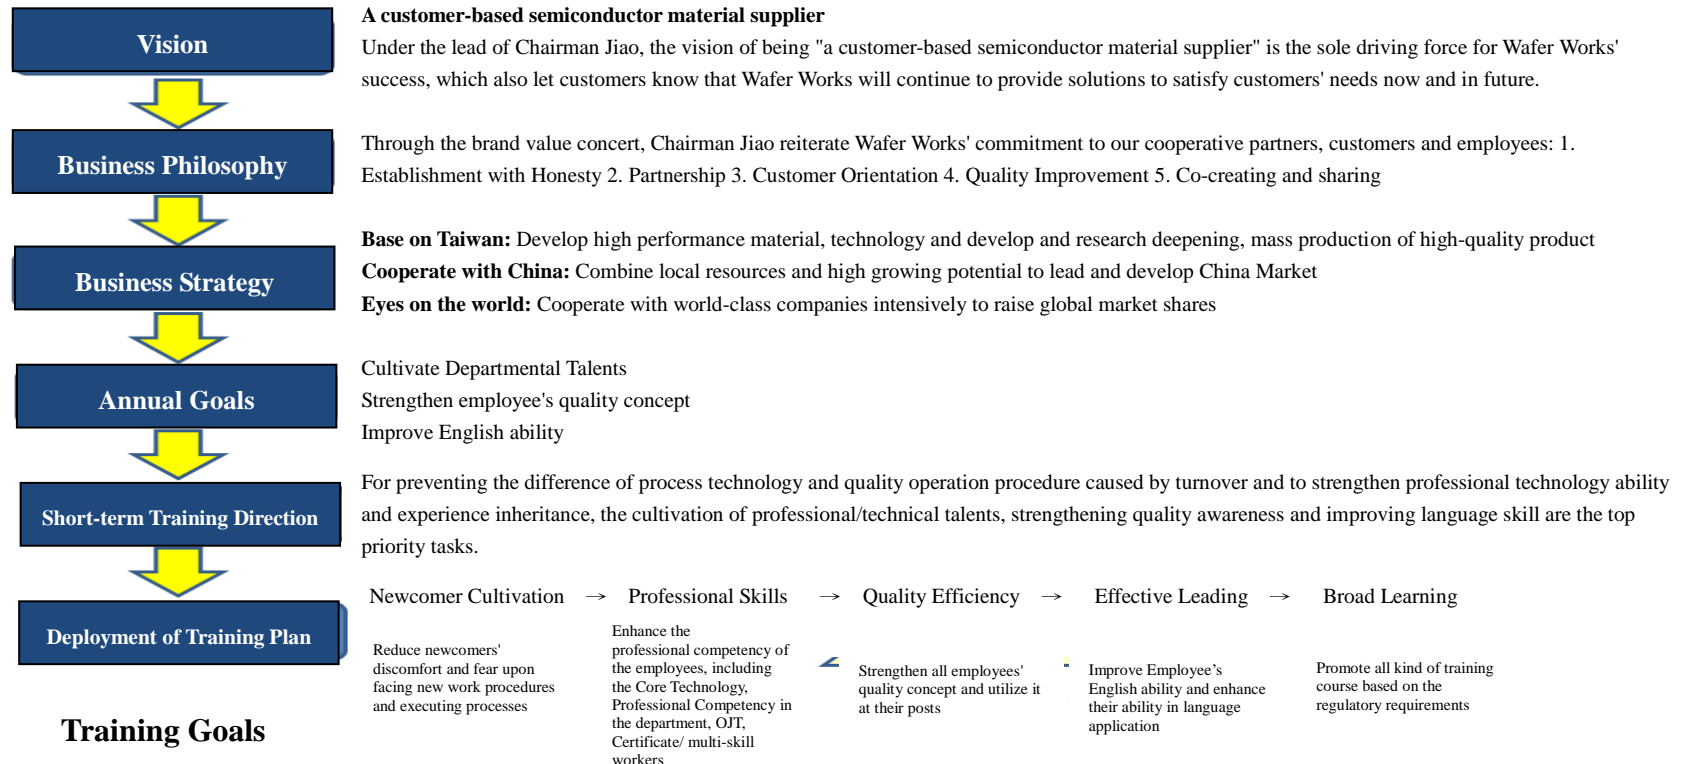 Vision
A customer-based semiconductor material supplier
Under the lead of Chairman Jiao, the vision of being "a customer-based semiconductor material supplier" is the sole driving force for Wafer Works'
success, which also let customers know that Wafer Works will continue to provide solutions to satisfy customers' needs now and in future.
Business Philosophy
Through the brand value concert, Chairman Jiao reiterate Wafer Works' commitment to our cooperative partners, customers and employees: 1.
Establishment with Honesty 2. Partnership 3. Customer Orientation 4. Quality Improvement 5. Co-creating and sharing
Business Strategy
Base on Taiwan: Develop high performance material, technology and develop and research deepening, mass production of high-quality product
Cooperate with China: Combine local resources and high growing potential to lead and develop China Market
Eyes on the world: Cooperate with world-class companies intensively to raise global market shares
Annual Goals
Cultivate Departmental Talents
Strengthen employee's quality concept
Improve English ability
Short-term Training Direction
For preventing the difference of process technology and quality operation procedure caused by turnover and to strengthen professional technology ability
and experience inheritance, the cultivation of professional/technical talents, strengthening quality awareness and improving language skill are the top
priority tasks.
Deployment of Training Plan
Newcomer Cultivation → Professional Skills → Quality Efficiency → Effective Leading → Broad Learning
Reduce newcomers'
discomfort and fear upon
facing new work procedures
and executing processes
Enhance the
professional competency of
the employees, including
the Core Technology,
Professional Competency in
the department, OJT,
Certificate/ multi-skill
workers
Strengthen all employees'
quality concept and utilize it
at their posts
Improve Employee’s
English ability and enhance
their ability in language
application
Promote all kind of training
course based on the
regulatory requirements
Training Goals